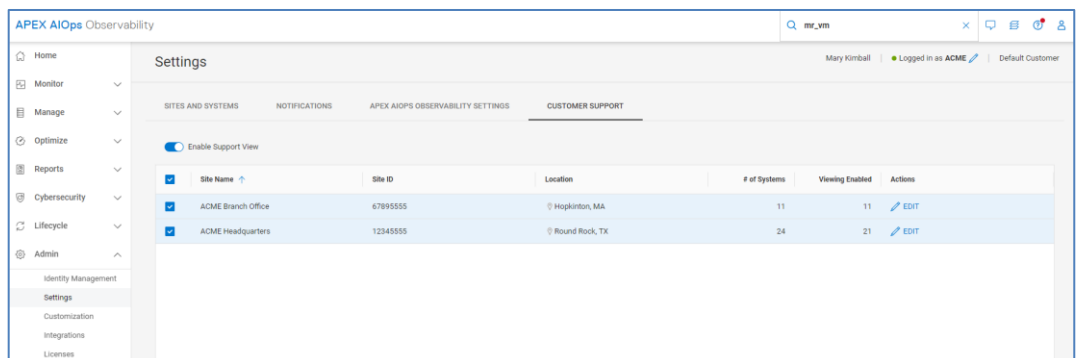 APEX AIOps Observability
mr_vm
Home
Monitor
Manage
Optimize
Reports
Cybersecurity
Lifecycle
Admin
Identity Management
Settings
Customization
Integrations
Licenses
Settings
Mary Kimball | Logged in as ACME | Default Customer
SITES AND SYSTEMS NOTIFICATIONS APEX AIOPS OBSERVABILITY SETTINGS CUSTOMER SUPPORT
Enable Support View
Site Name Site ID Location # of Systems Viewing Enabled Actions
ACME Branch Office 67895555 Hopkinton, MA 11 11 EDIT
ACME Headquarters 12345555 Round Rock, TX 24 21 EDIT